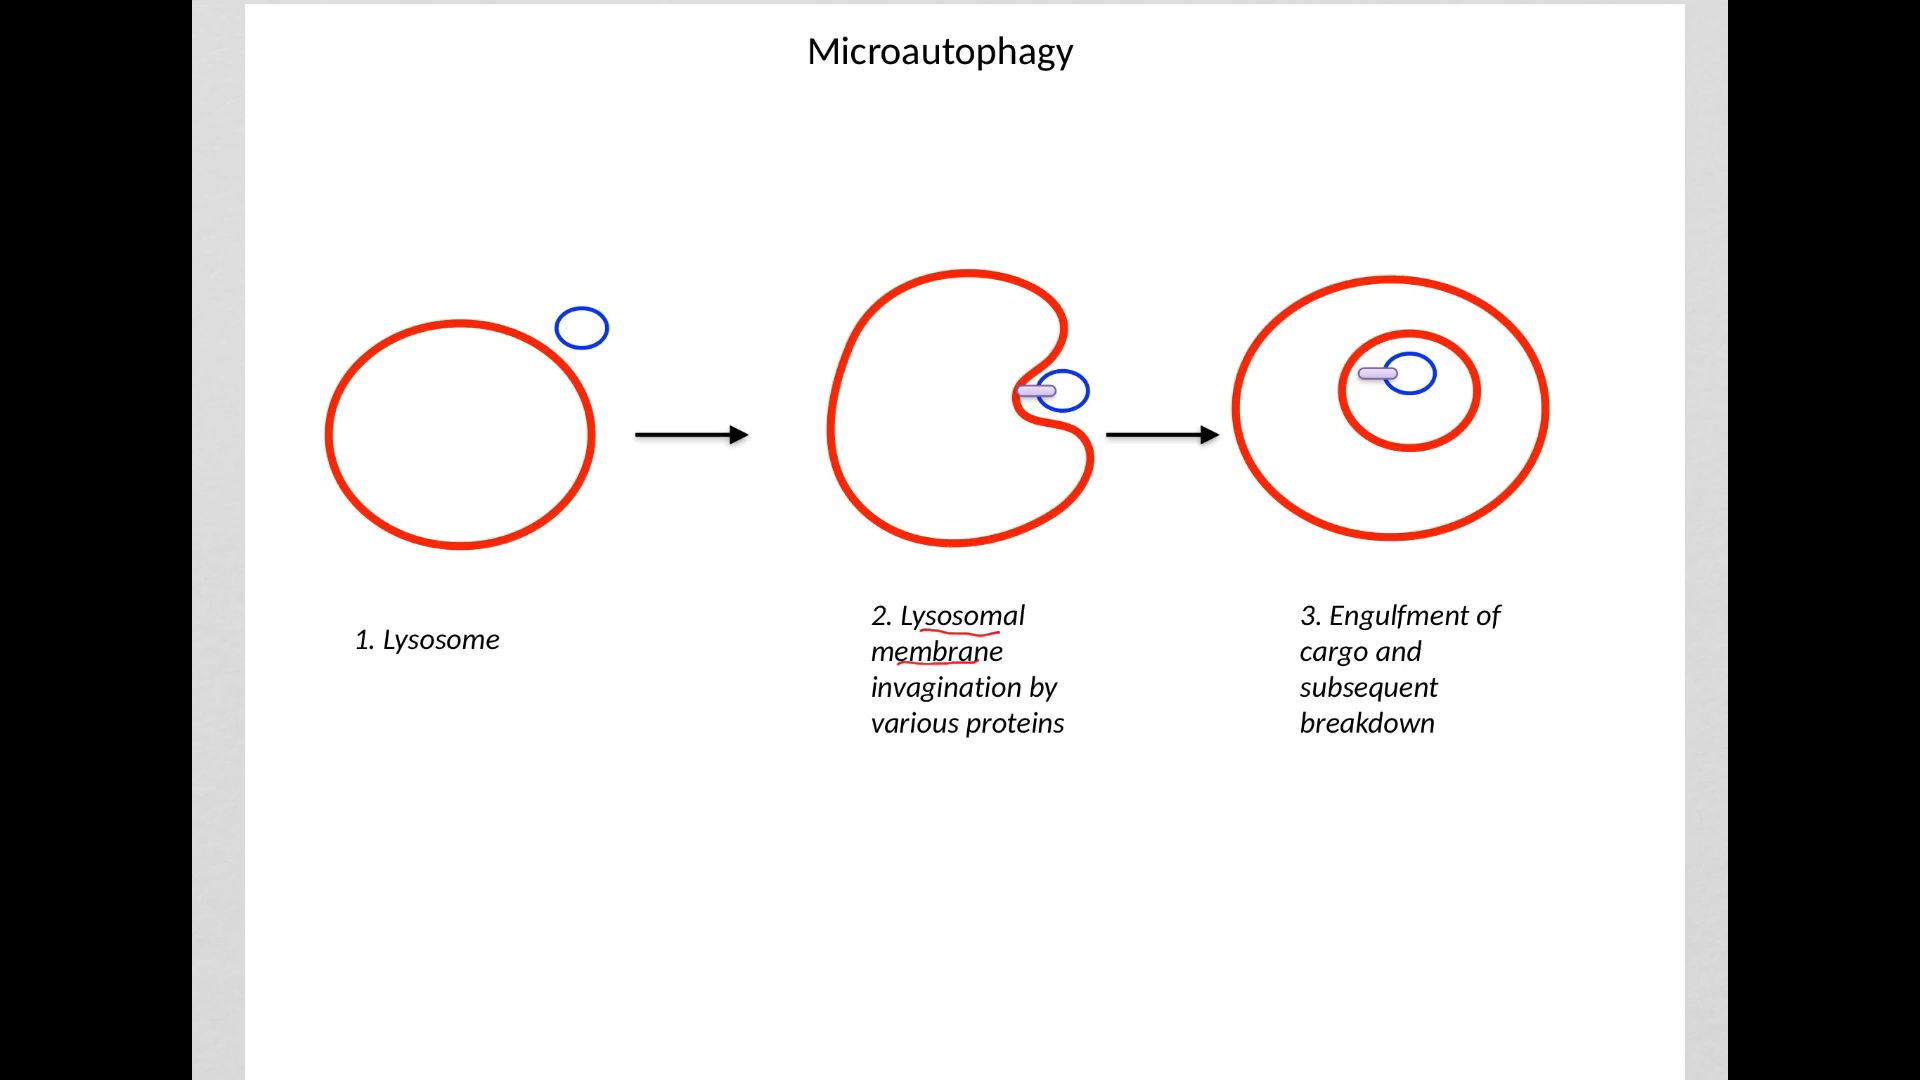 Microautophagy
1. Lysosome
2. Lysosomal
membrane
invagination by
various proteins
3. Engulfment of
cargo and
subsequent
breakdown